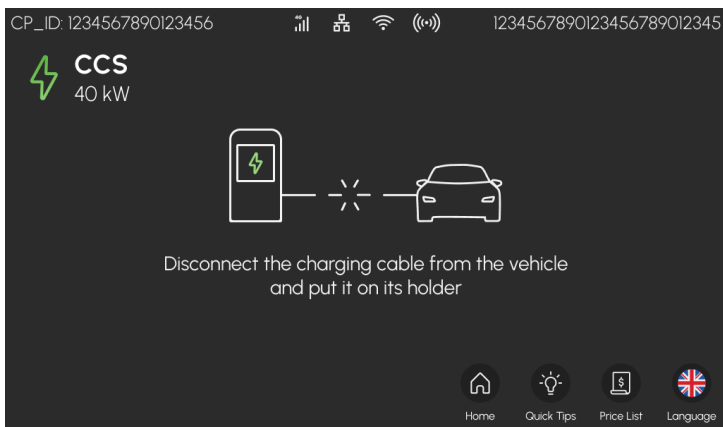 CP_ID: 1234567890123456
1234567890123456789012345
CCS
40 kW
Disconnect the charging cable from the vehicle
and put it on its holder
Home
Quick Tips
Price List
Language